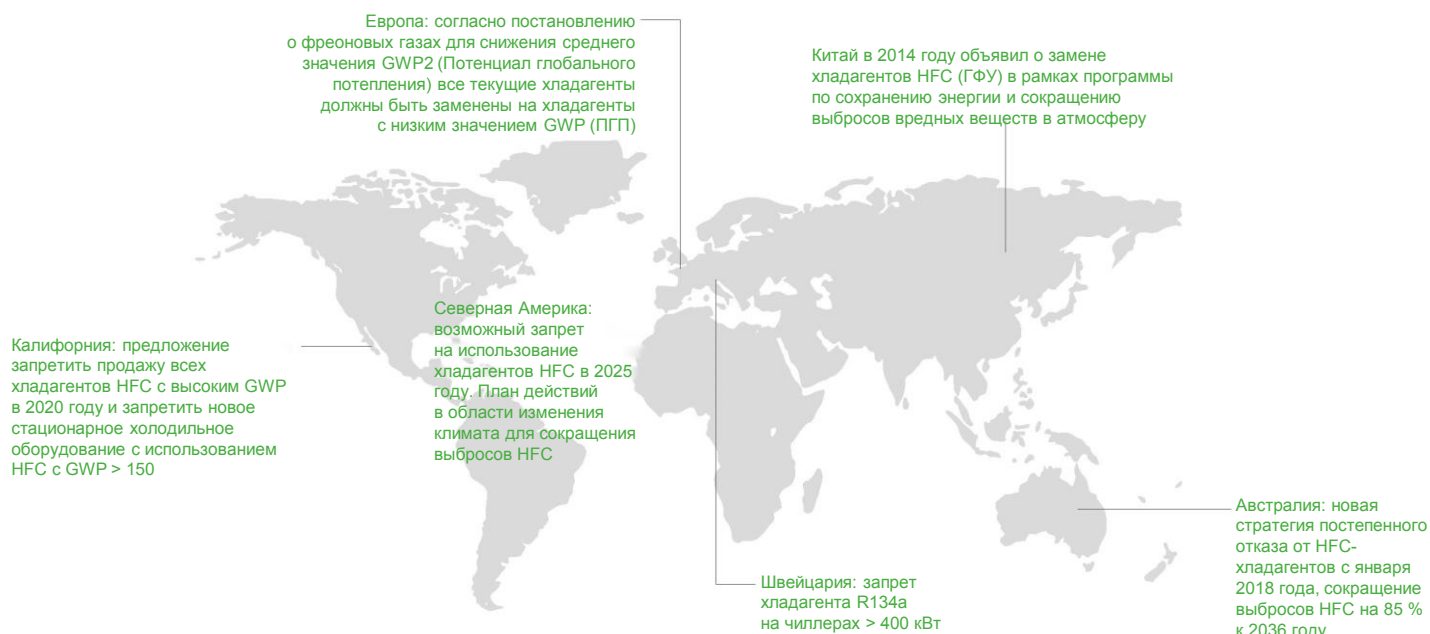 Европа: согласно постановлению
о фреоновых газах для снижения среднего
значения GWP2 (Потенциал глобального
потепления) все текущие хладагенты
должны быть заменены на хладагенты
с низким значением GWP (ПГП)
Китай в 2014 году объявил о замене
хладагентов HFC (ГФУ) в рамках программы
по сохранению энергии и сокращению
выбросов вредных веществ в атмосферу
Северная Америка:
возможный запрет
на использование
хладагентов HFC в 2025
году. План действий
в области изменения
климата для сокращения
выбросов HFC
Калифорния: предложение
запретить продажу всех
хладагентов HFC с высоким GWP
в 2020 году и запретить новое
стационарное холодильное
оборудование с использованием
HFC с GWP > 150
Швейцария: запрет
хладагента R134a
на чиллерах > 400 кВт
Австралия: новая
стратегия постепенного
отказа от HFC-
хладагентов с января
2018 года, сокращение
выбросов HFC на 85 %
к 2036 году